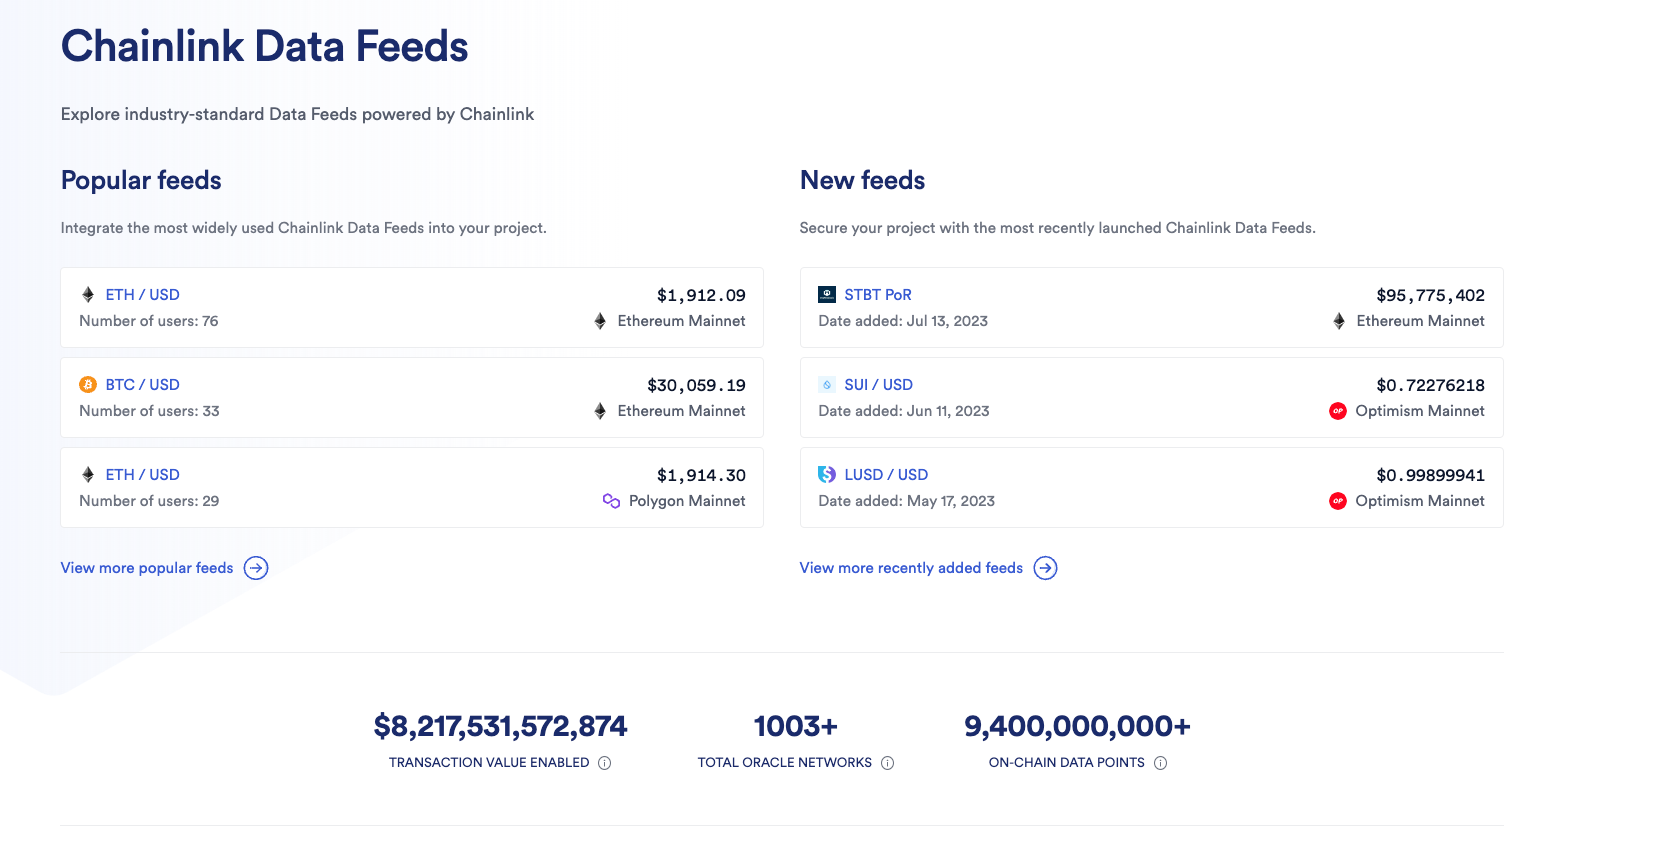 Chainlink Data Feeds
Explore industry-standard Data Feeds powered by Chainlink
Popular feeds
Integrate the most widely used Chainlink Data Feeds into your project.
ETH / USD $1,912.09
Number of users: 76 Ethereum Mainnet
BTC / USD $30,059.19
Number of users: 33 Ethereum Mainnet
ETH / USD $1,914.30
Number of users: 29 Polygon Mainnet
View more popular feeds
New feeds
Secure your project with the most recently launched Chainlink Data Feeds.
STBT PoR $95,775,402
Date added: Jul 13, 2023 Ethereum Mainnet
SUI / USD $0.72276218
Date added: Jun 11, 2023 OP Optimism Mainnet
LUSD / USD $0.99899941
Date added: May 17, 2023 OP Optimism Mainnet
View more recently added feeds
$8,217,531,572,874 1003+ 9,400,000,000+
TRANSACTION VALUE ENABLED TOTAL ORACLE NETWORKS ON-CHAIN DATA POINTS